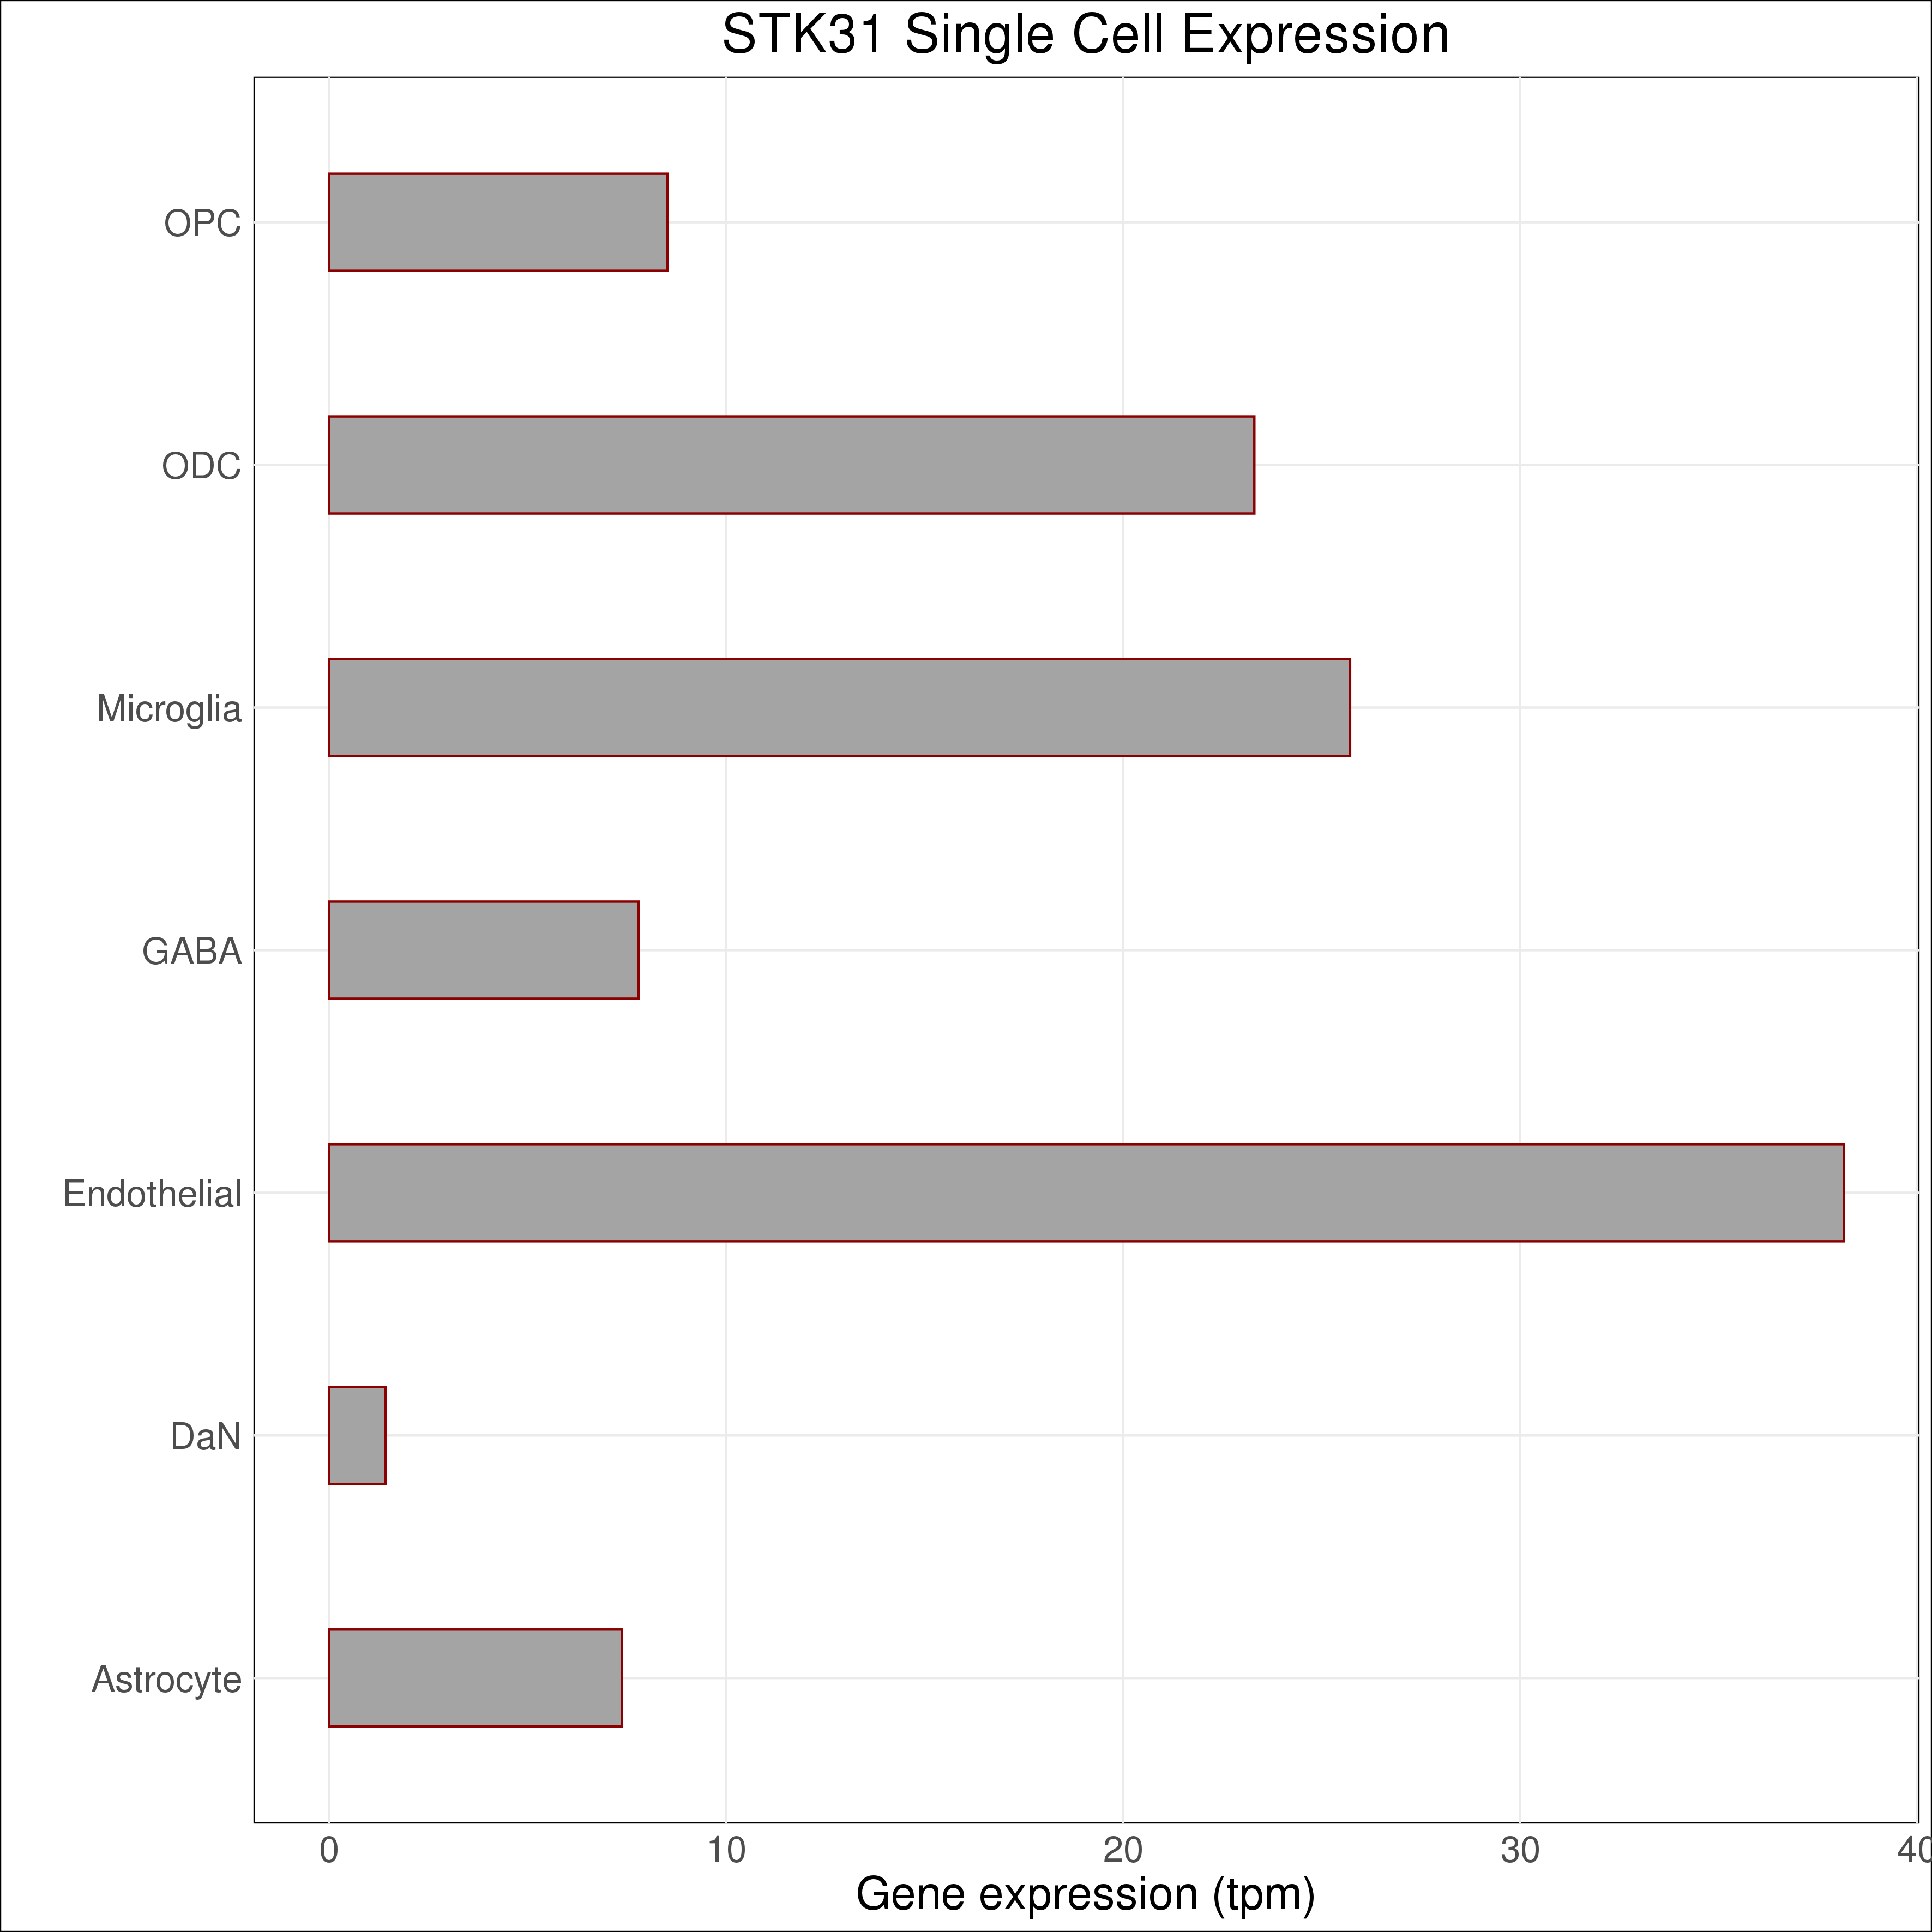 STK31 Single Cell Expression
OPC
ODC
Microglia
GABA
Endothelial
DaN
Astrocyte
0 10 20 30 40
Gene expression (tpm)